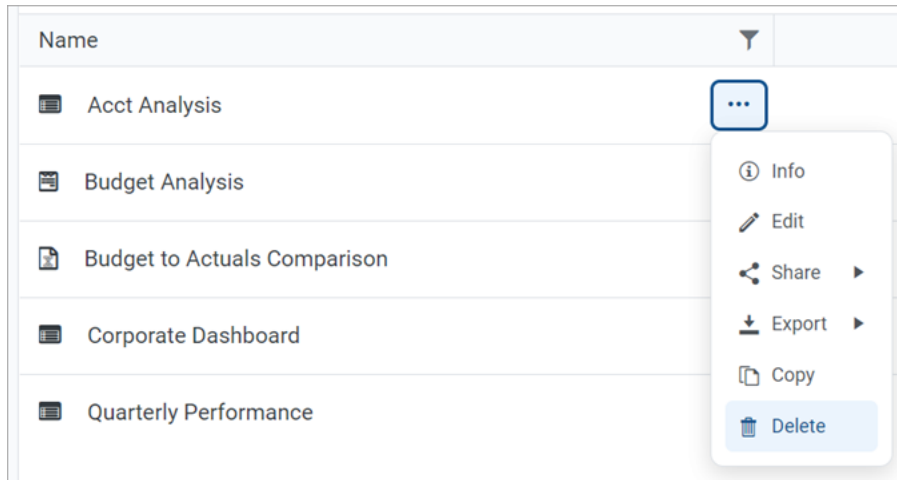 Name
Acct Analysis
Info
Budget Analysis
Edit
Budget to Actuals Comparison
Share
Export
Corporate Dashboard
Copy
Quarterly Performance
Delete